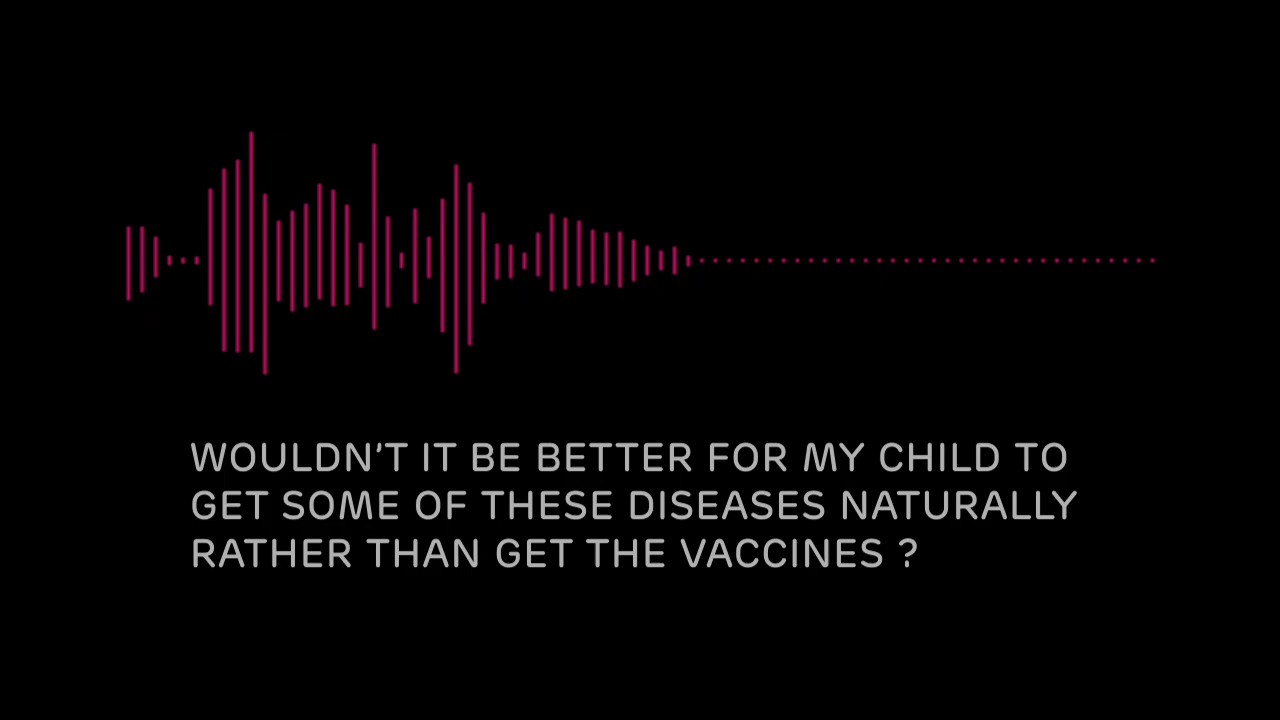 WOULDN'T IT BE BETTER FOR MY CHILD TO
GET SOME OF THESE DISEASES NATURALLY
RATHER THAN GET THE VACCINES ?